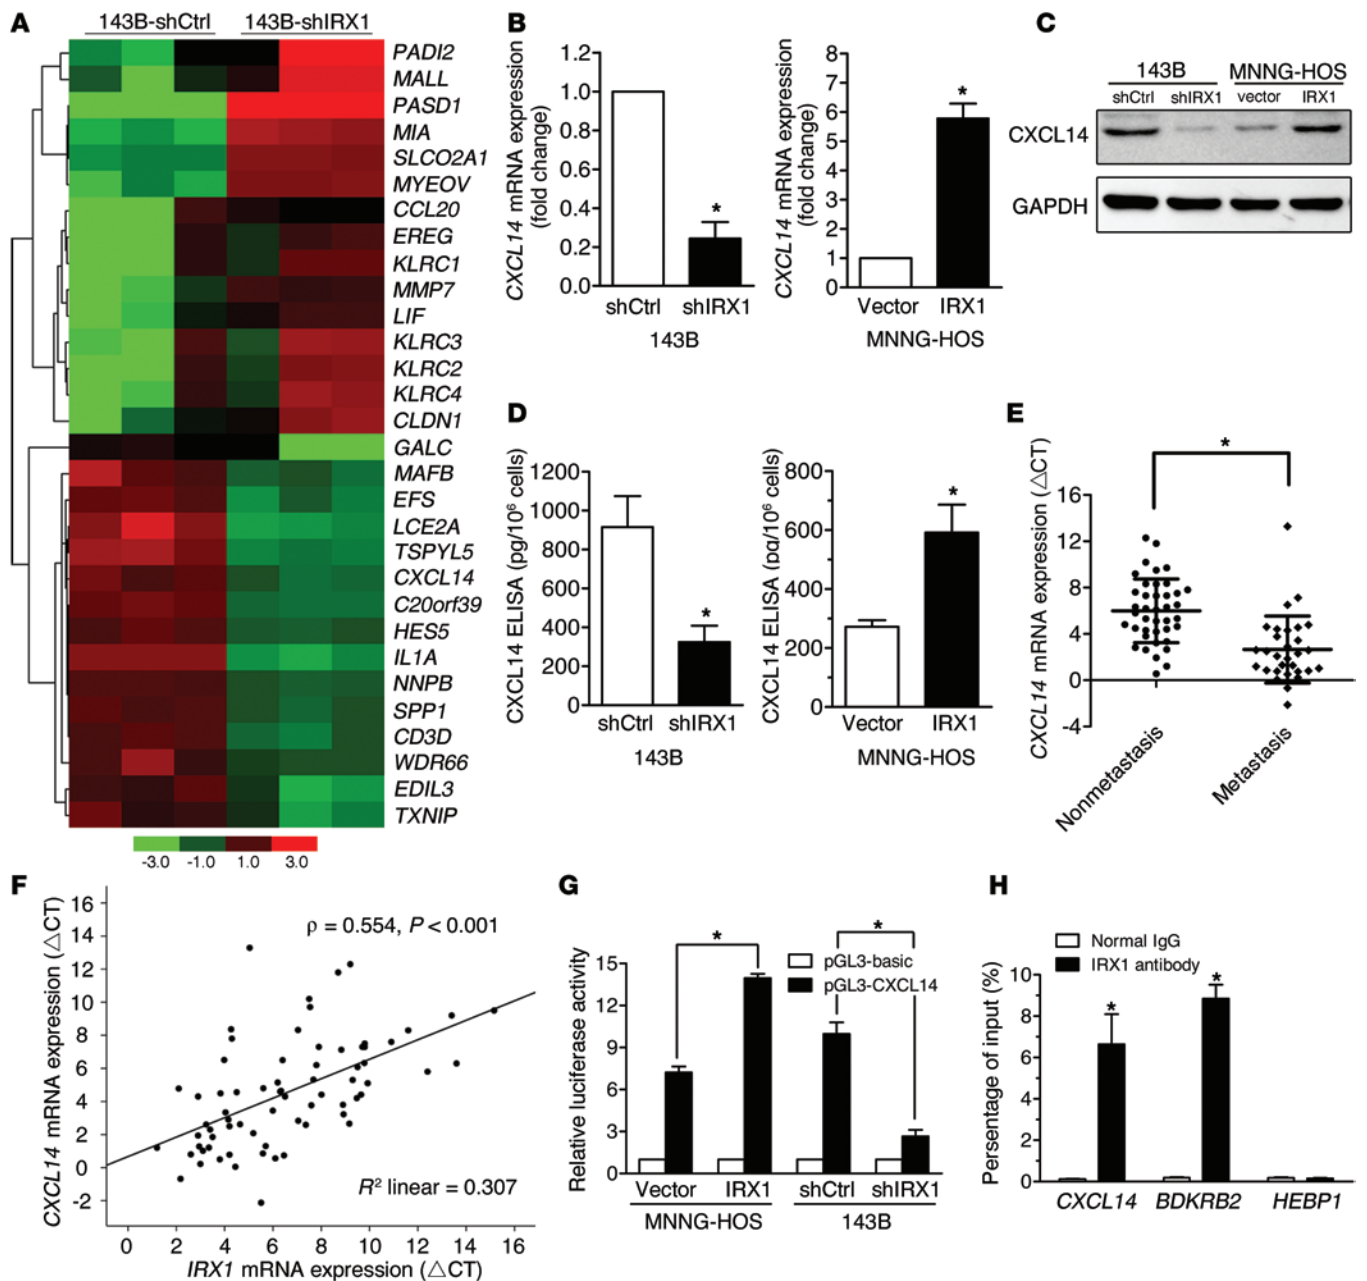 A
143B-shCtrl 143B-shIRX1
PADI2
MALL
PASD1
MIA
SLCO2A1
MYEOV
CCL20
EREG
KLRC1
MMP7
LIF
KLRC3
KLRC2
KLRC4
CLDN1
GALC
MAFB
EFS
LCE2A
TSPYL5
CXCL14
C20orf39
HES5
IL1A
NNPB
SPP1
CD3D
WDR66
EDIL3
TXNIP
-3.0 -1.0 1.0 3.0
B
CXCL14 mRNA expression
(fold change)
1.2
1.0
0.8
0.6
0.4
0.2
0.0
*
shCtrl shIRX1
143B
CXCL14 mRNA expression
(fold change)
8
7
6
5
4
3
2
1
0
*
Vector IRX1
MNNG-HOS
C
143B MNNG-HOS
shCtrl shIRX1 vector IRX1
CXCL14
GAPDH
D
CXCL14 ELISA (pg/10⁶ cells)
1200
1000
800
600
400
200
0
*
shCtrl shIRX1
143B
CXCL14 ELISA (pg/10⁶ cells)
800
600
400
200
0
*
Vector IRX1
MNNG-HOS
E
CXCL14 mRNA expression (△CT)
*
16
12
8
4
0
-4
Nonmetastasis
Metastasis
F
CXCL14 mRNA expression (△CT)
16
14
12
10
8
6
4
2
0
-2
ρ = 0.554, P < 0.001
R² linear = 0.307
0 2 4 6 8 10 12 14 16
IRX1 mRNA expression (△CT)
G
Relative luciferase activity
15
12
9
6
3
0
* *
pGL3-basic
pGL3-CXCL14
Vector IRX1 shCtrl shIRX1
MNNG-HOS 143B
H
Normal IgG
IRX1 antibody
Persentage of input (%)
10
8
6
4
2
0
* *
CXCL14 BDKRB2 HEBP1